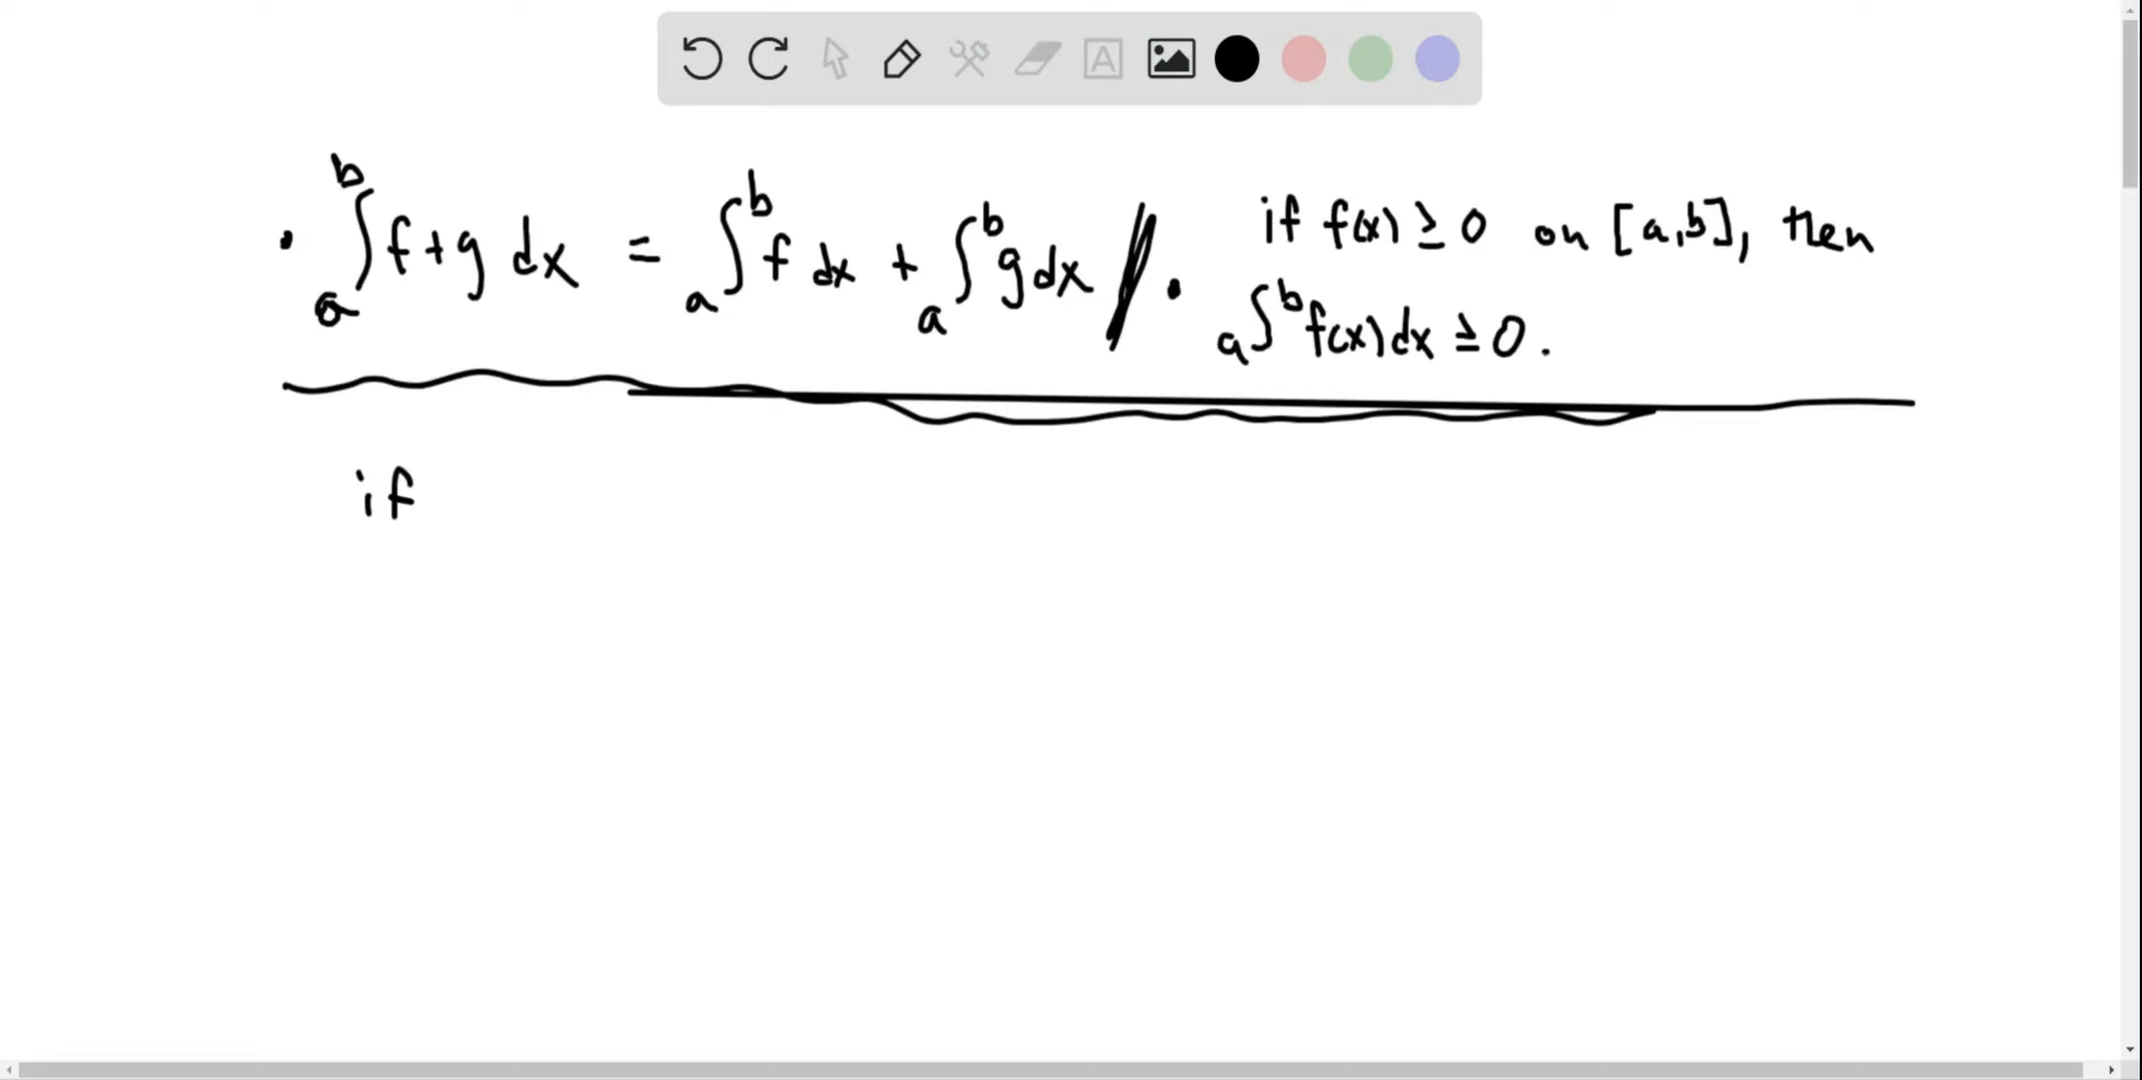 • ∫_a^b f+g dx = ∫_a^b f dx + ∫_a^b g dx
• if f(x) ≥ 0 on [a,b], then
∫_a^b f(x) dx ≥ 0.
if